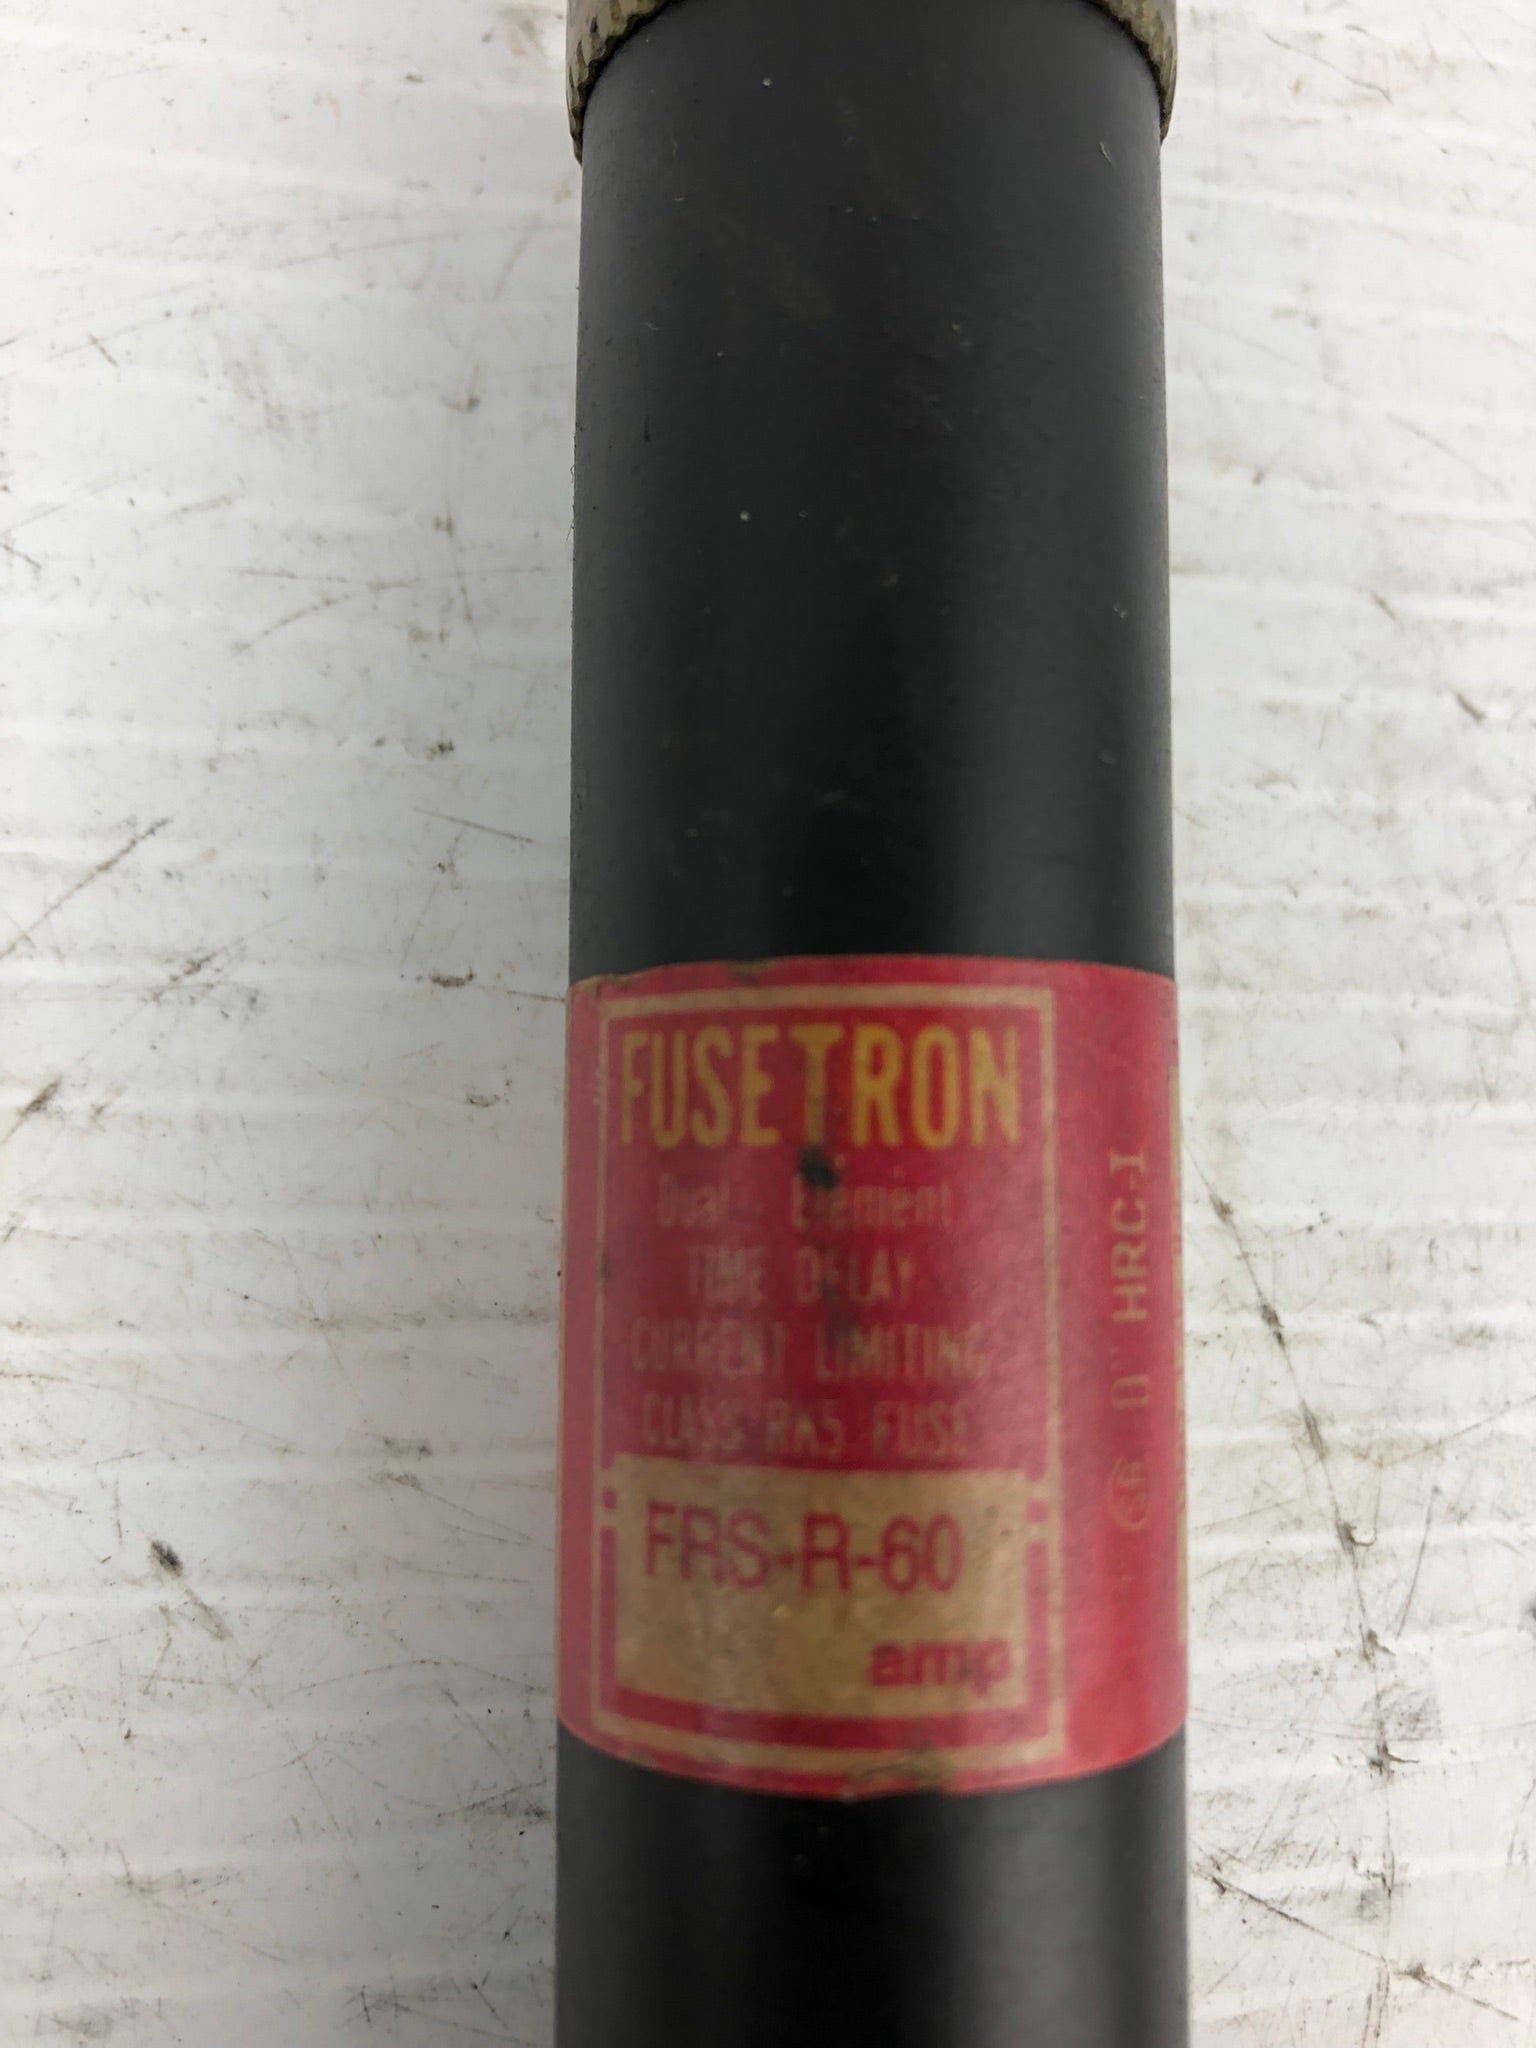 FUSETRON
Dual Element
TIME DELAY
CURRENT LIMITING
CLASS RK5 FUSE
FRS-R-60
amp
"D" HRC-I